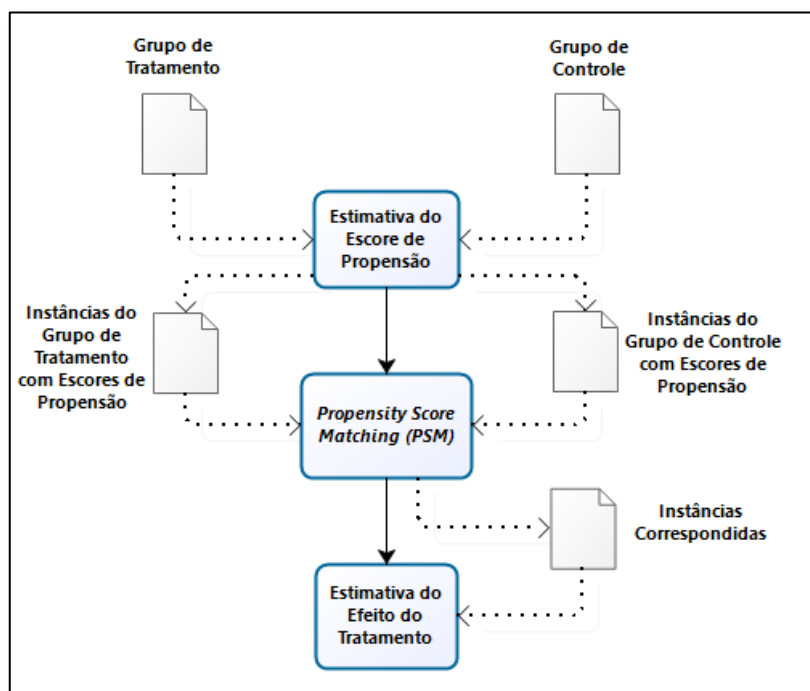 Grupo de
Tratamento
Grupo de
Controle
Estimativa do
Escore de
Propensão
Instâncias do
Grupo de
Tratamento
com Escores de
Propensão
Instâncias do
Grupo de Controle
com Escores de
Propensão
Propensity Score
Matching (PSM)
Instâncias
Correspondidas
Estimativa do
Efeito do
Tratamento